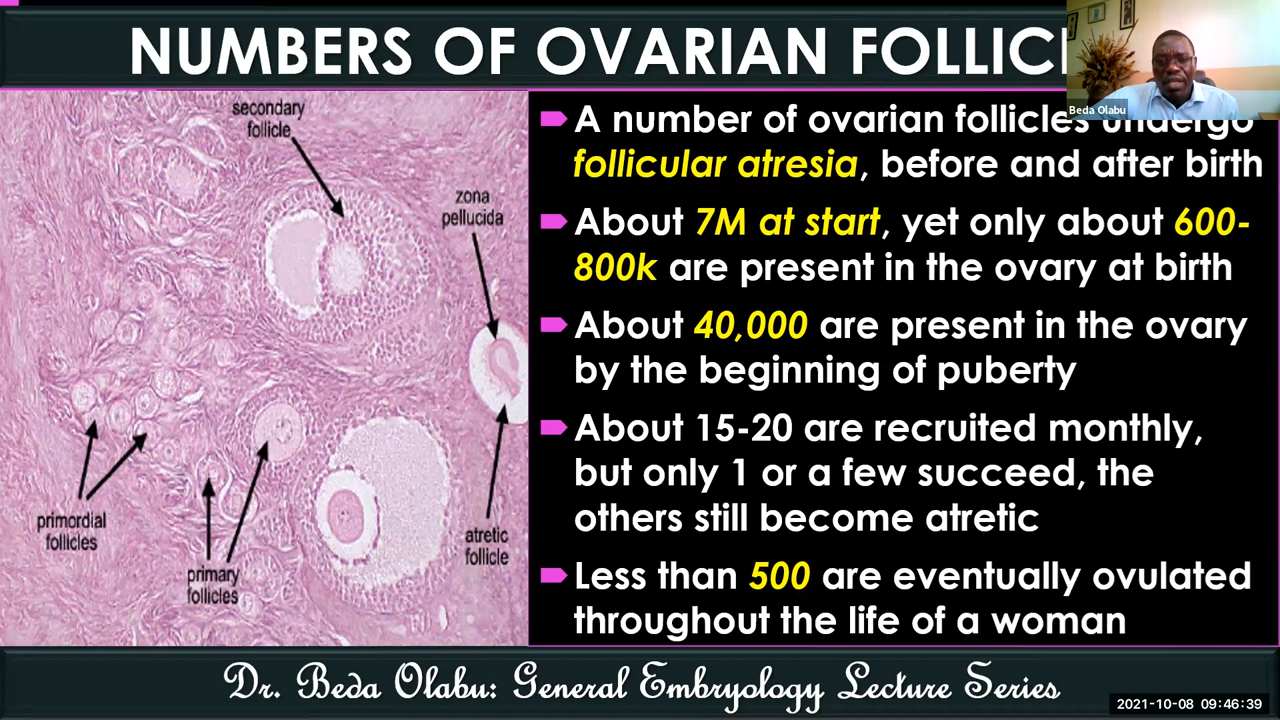 NUMBERS OF OVARIAN
Beda Olabu
secondary
follicle
zona
pellucida
primordial
follicles
primary
follicles
atretic
follicle
A number of ovarian follicles undergo
follicular atresia, before and after birth
About 7M at start, yet only about 600-
800k are present in the ovary at birth
About 40,000 are present in the ovary
by the beginning of puberty
About 15-20 are recruited monthly,
but only 1 or a few succeed, the
others still become atretic
Less than 500 are eventually ovulated
throughout the life of a woman
Dr. Beda Olabu: General Embryology Lecture Series
2021-10-08 09:46:39